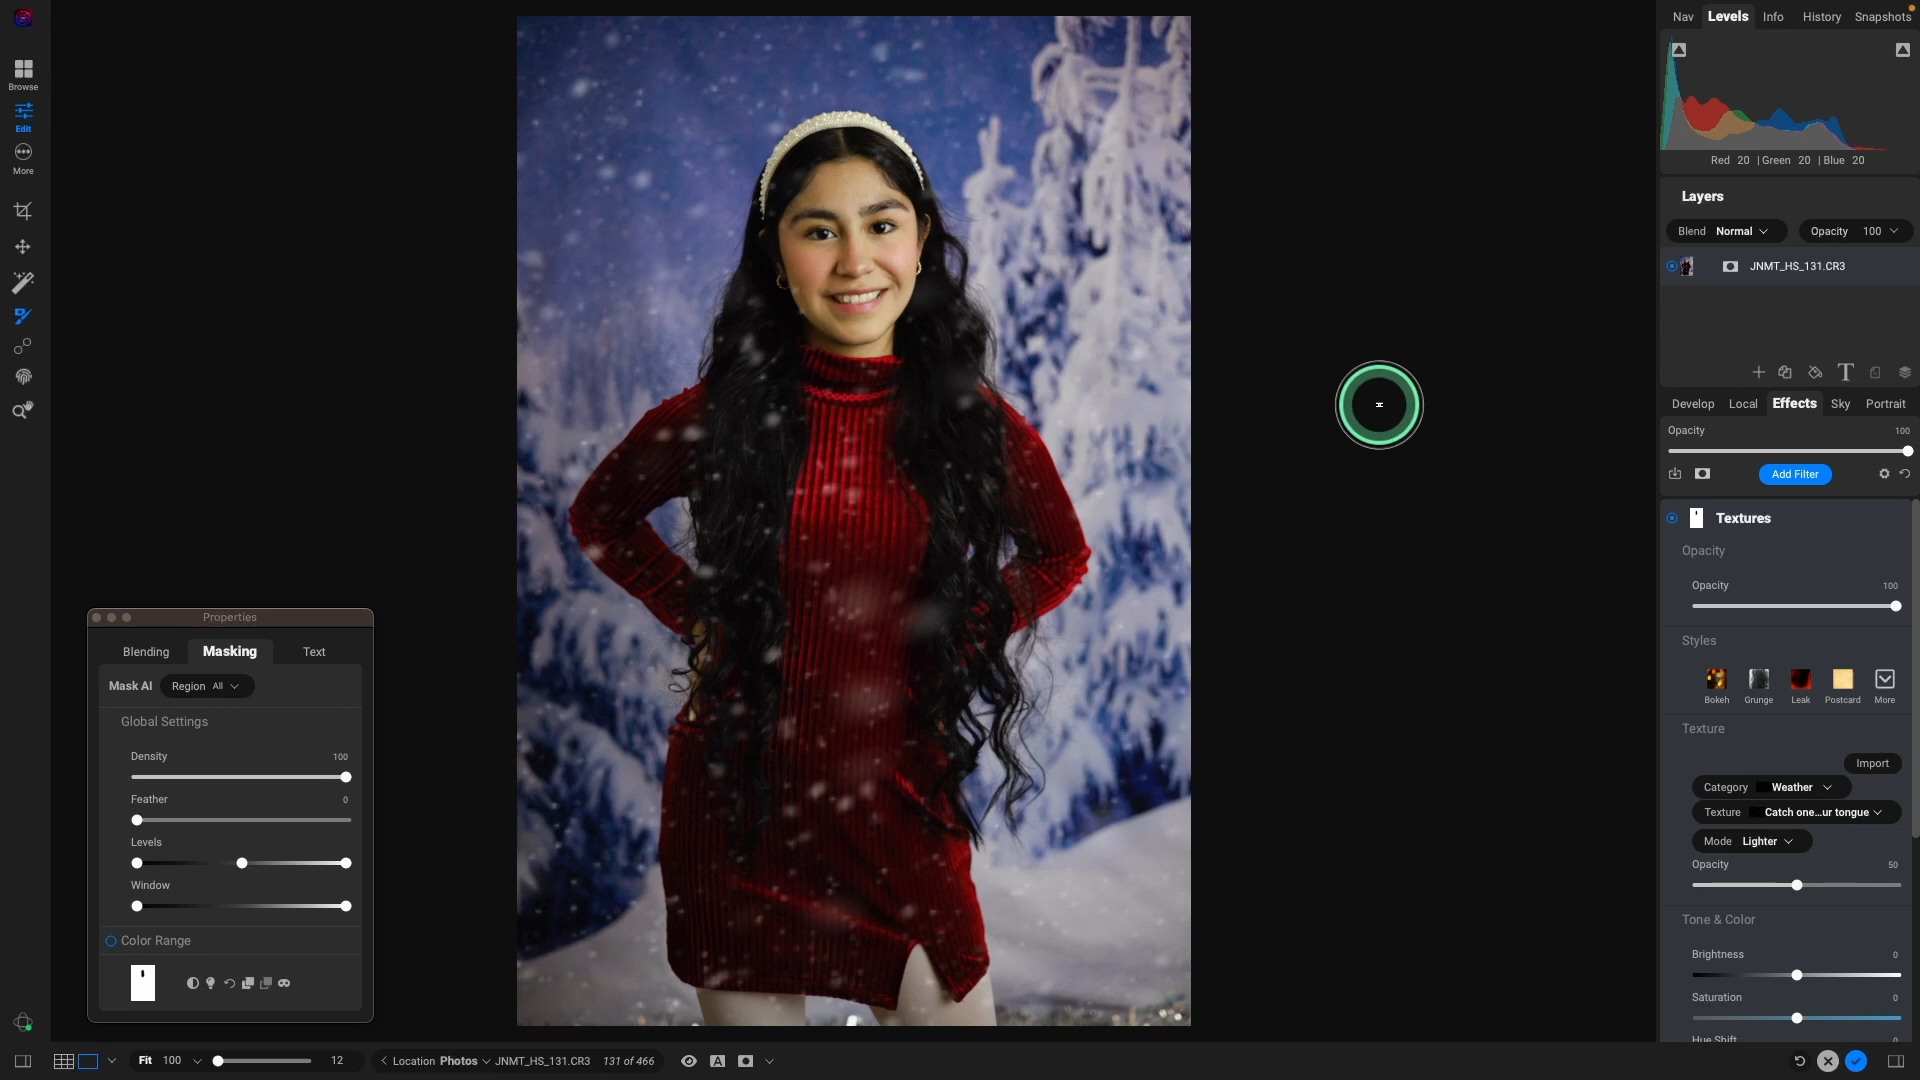 Nav Levels Info History Snapshots
Browse
Edit
More
Red 20 | Green 20 | Blue 20
Layers
Blend Normal Opacity 100
JNMT_HS_131.CR3
T
Develop Local Effects Sky Portrait
Opacity 100
Add Filter
Textures
Opacity
Opacity 100
Styles
Bokeh Grunge Leak Postcard More
Texture
Import
Category Weather
Texture Catch one...ur tongue
Mode Lighter
Opacity 50
Tone & Color
Brightness 0
Saturation 0
Hue Shift 0
Properties
Blending Masking Text
Mask AI Region All
Global Settings
Density 100
Feather 0
Levels
Window
Color Range
Fit 100 12 Location Photos JNMT_HS_131.CR3 131 of 466 A